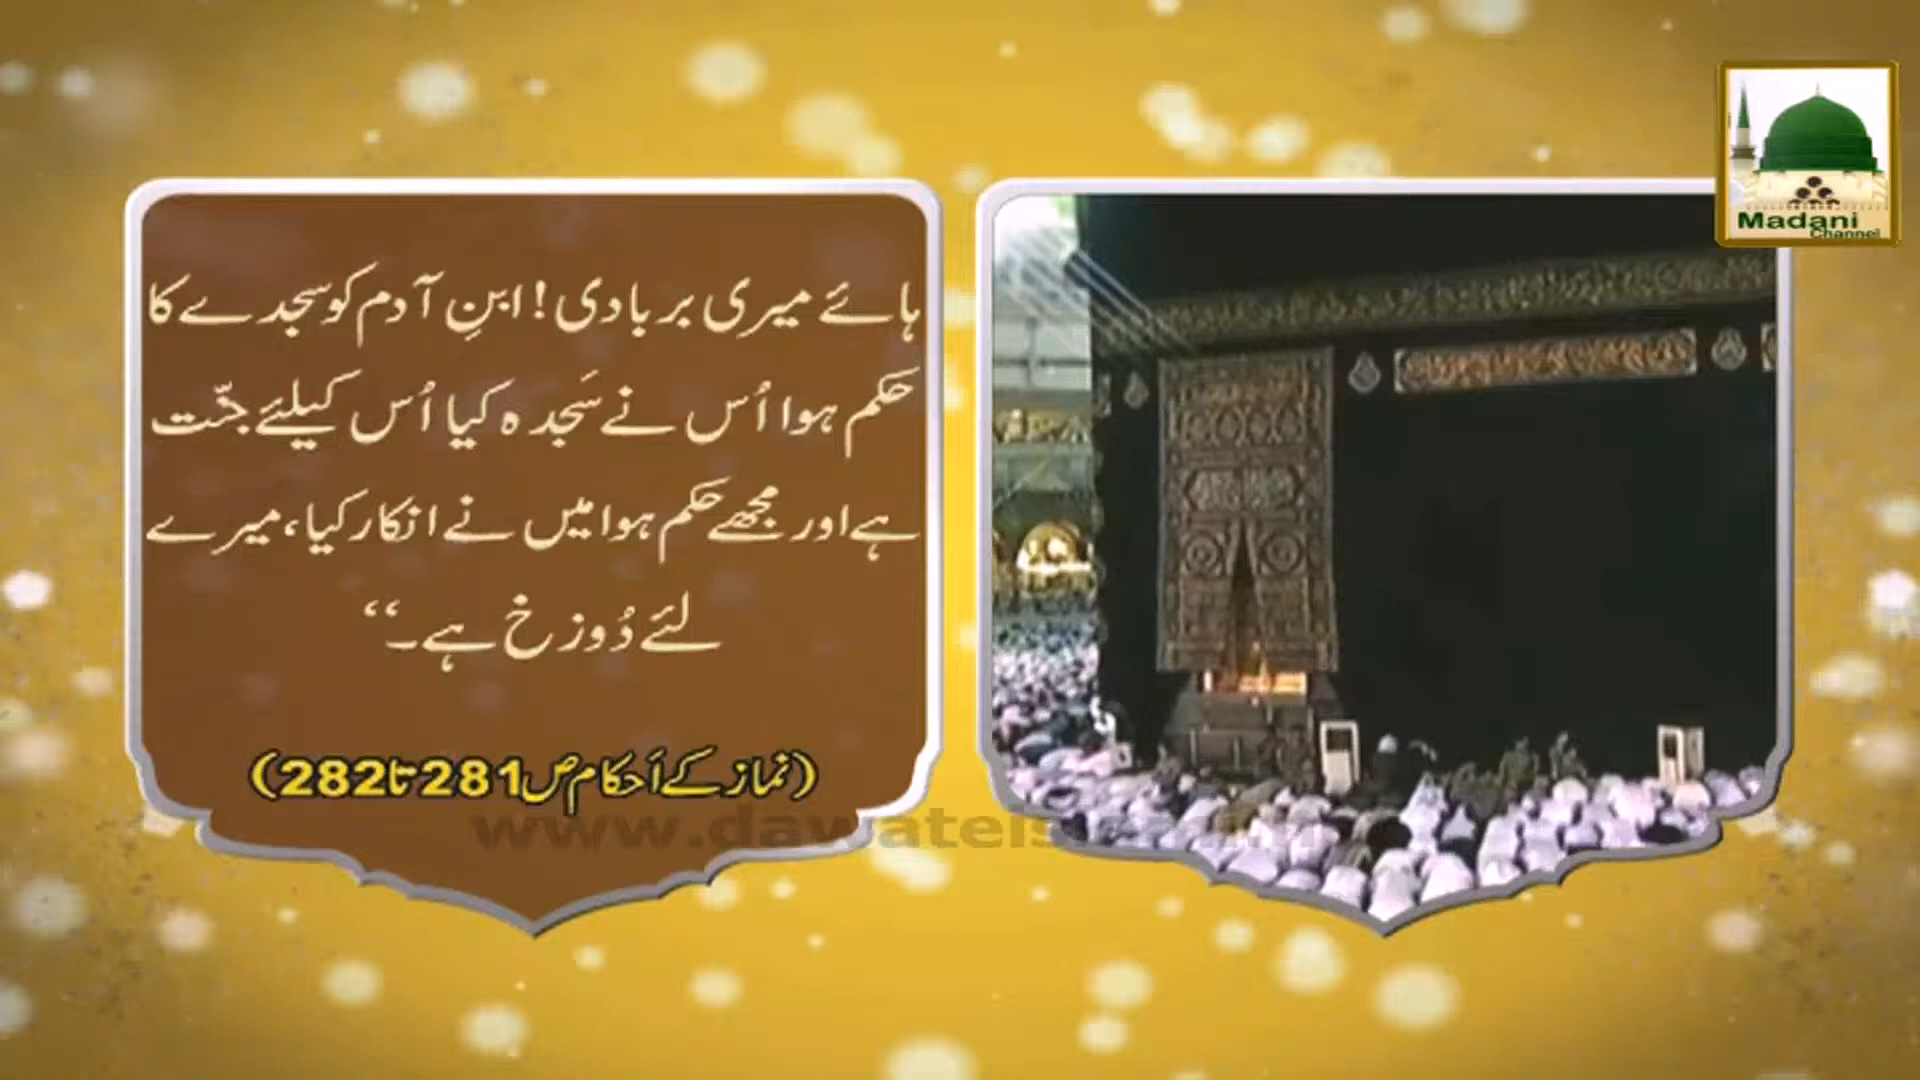 ہائے میری بربادی! ابنِ آدم کو سجدے کا
حکم ہوا اُس نے سَجدہ کیا اُس کیلئے جنّت
ہے اور مجھے حکم ہوا میں نے انکار کیا، میرے
لئے دُوزخ ہے۔‘‘
(نماز کے اَحکام ص281تا282)
Madani
Channel